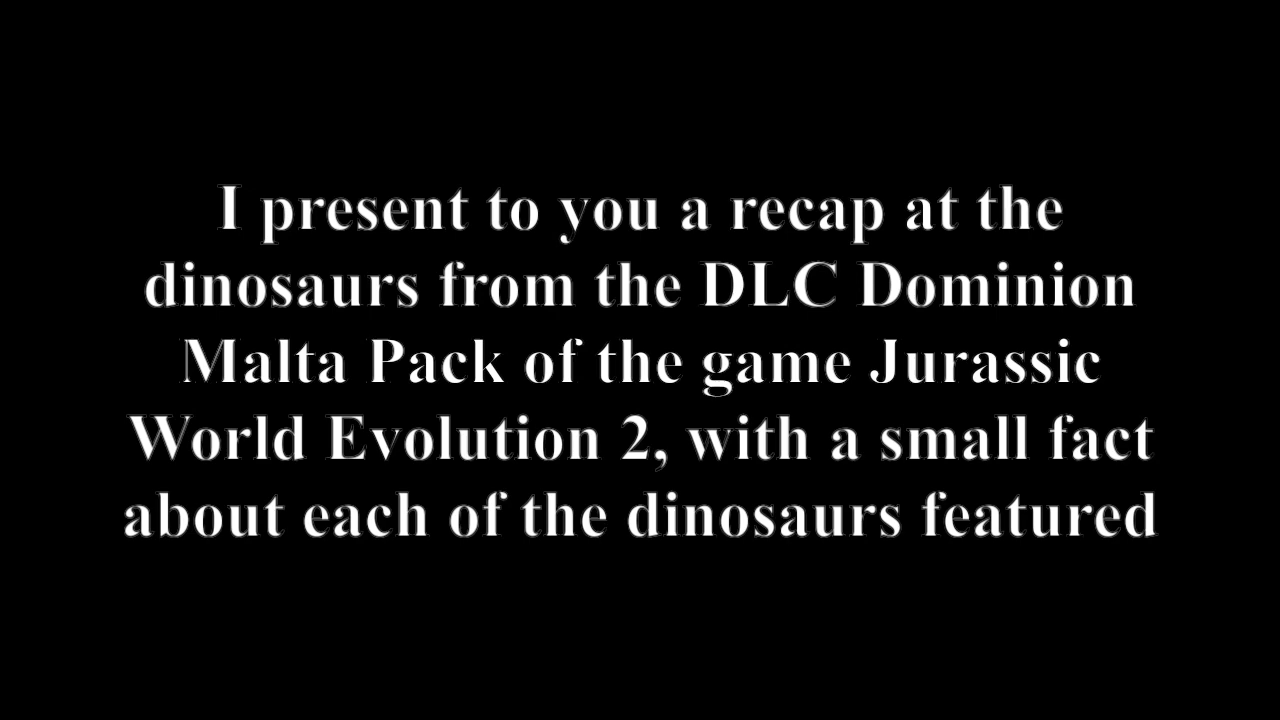 I present to you a recap at the
dinosaurs from the DLC Dominion
Malta Pack of the game Jurassic
World Evolution 2, with a small fact
about each of the dinosaurs featured